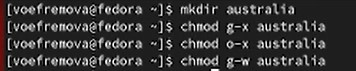 [voefremova@fedora ~]$ mkdir australia
[voefremova@fedora ~]$ chmod g-x australia
[voefremova@fedora ~]$ chmod o-x australia
[voefremova@fedora ~]$ chmod g-w australia